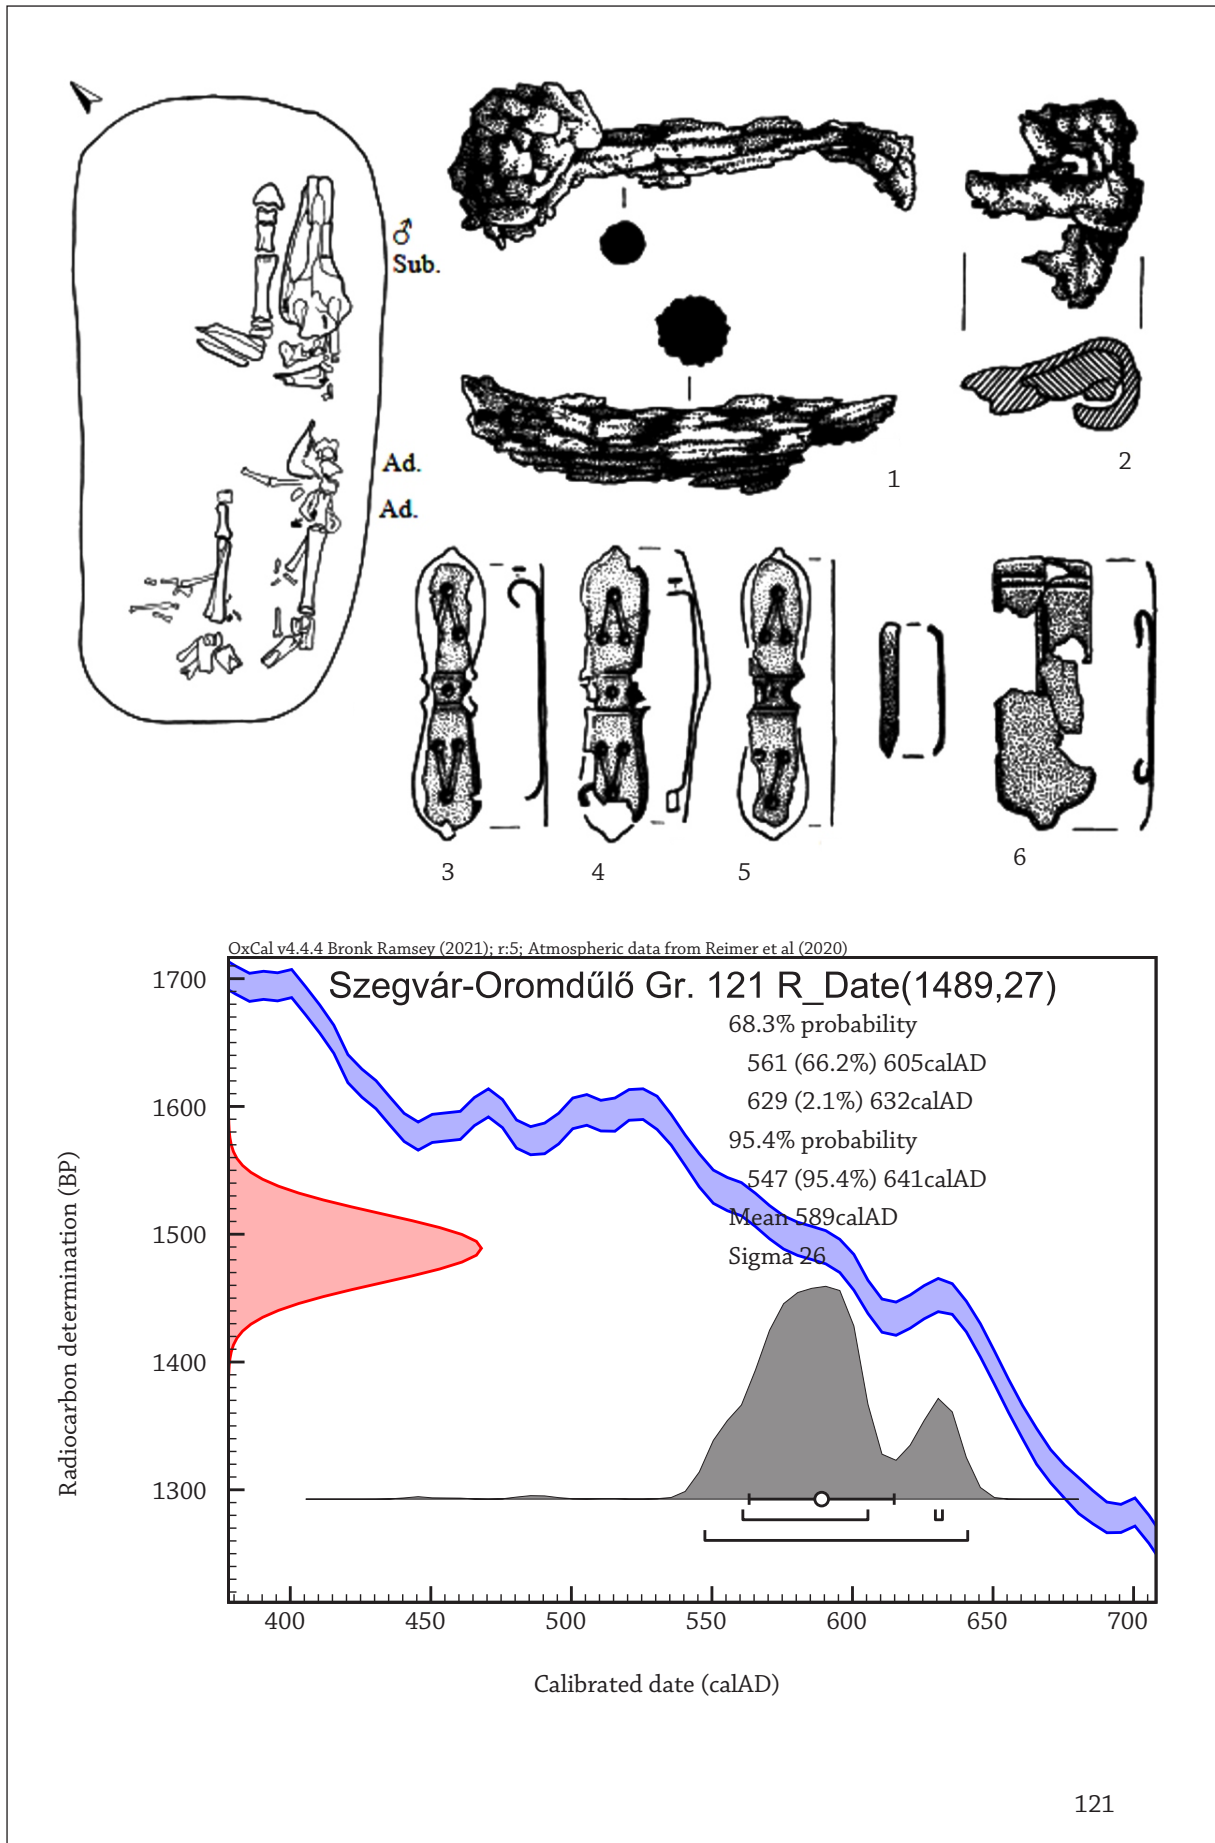 ♂
Sub.
Ad.
Ad.
1
2
3
4
5
6
OxCal v4.4.4 Bronk Ramsey (2021); r:5; Atmospheric data from Reimer et al (2020)
Szegvár-Oromdűlő Gr. 121 R_Date(1489,27)
68.3% probability
561 (66.2%) 605calAD
629 (2.1%) 632calAD
95.4% probability
547 (95.4%) 641calAD
Mean 589calAD
Sigma 26
Radiocarbon determination (BP)
1700
1600
1500
1400
1300
400 450 500 550 600 650 700
Calibrated date (calAD)
121